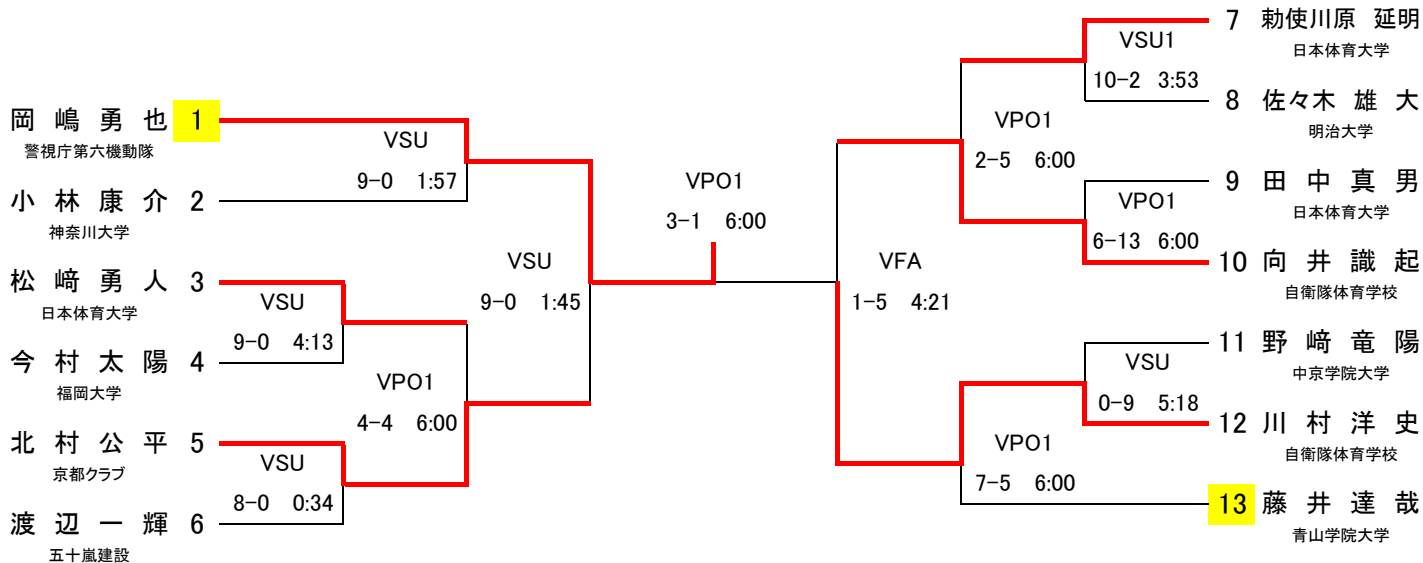 岡嶋勇也 1
警視庁第六機動隊
VSU
9-0 1:57
小林康介 2
神奈川大学
松﨑勇人 3
日本体育大学
VSU
9-0 4:13
今村太陽 4
福岡大学
VPO1
4-4 6:00
北村公平 5
京都クラブ
VSU
8-0 0:34
渡辺一輝 6
五十嵐建設
VSU
9-0 1:45
VPO1
3-1 6:00
VFA
1-5 4:21
7 勅使川原 延明
日本体育大学
VSU1
10-2 3:53
8 佐々木 雄大
明治大学
VPO1
2-5 6:00
9 田中真男
日本体育大学
VPO1
6-13 6:00
10 向井識起
自衛隊体育学校
11 野﨑竜陽
中京学院大学
VSU
0-9 5:18
12 川村洋史
自衛隊体育学校
VPO1
7-5 6:00
13 藤井達哉
青山学院大学